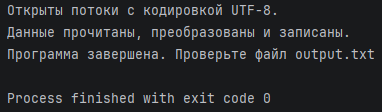 Открыты потоки с кодировкой UTF-8.
Данные прочитаны, преобразованы и записаны.
Программа завершена. Проверьте файл output.txt
Process finished with exit code 0